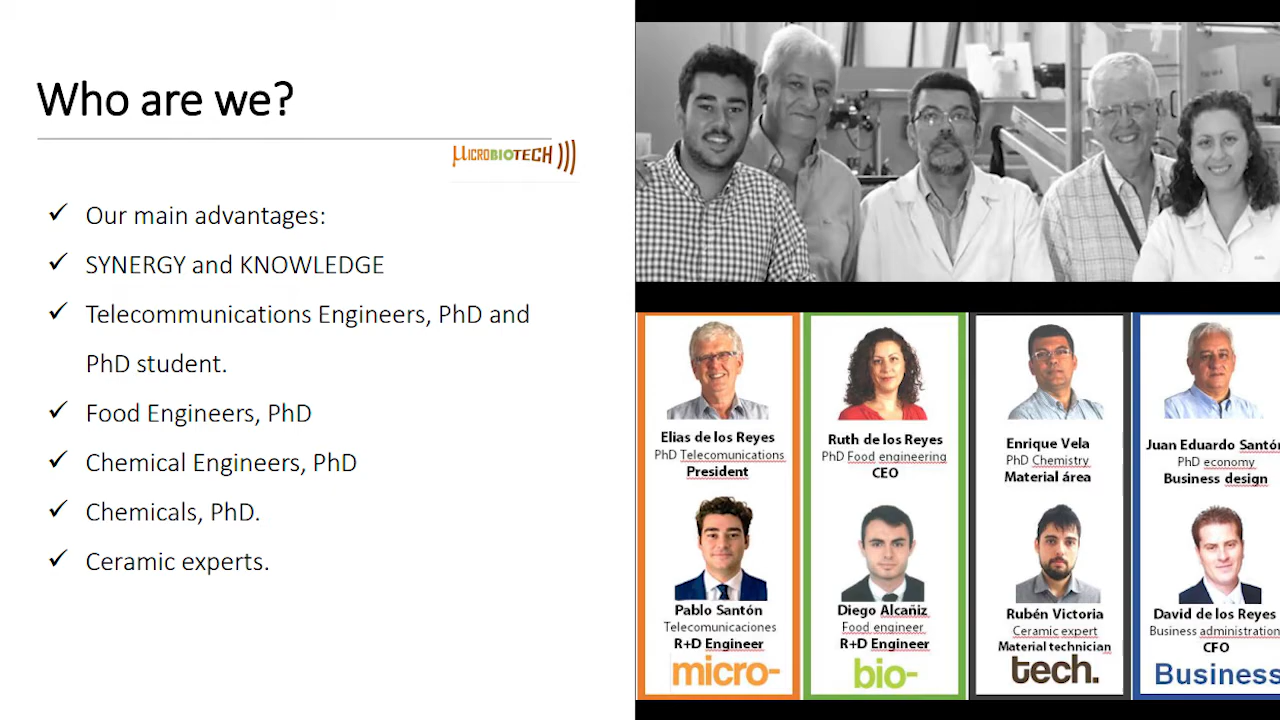 Who are we?
µICROBIOTECH
Our main advantages:
SYNERGY and KNOWLEDGE
Telecommunications Engineers, PhD and
PhD student.
Food Engineers, PhD
Chemical Engineers, PhD
Chemicals, PhD.
Ceramic experts.
Elias de los Reyes
PhD Telecomunications
President
Pablo Santón
Telecomunicaciones
R+D Engineer
micro-
Ruth de los Reyes
PhD Food engineering
CEO
Diego Alcañiz
Food engineer
R+D Engineer
bio-
Enrique Vela
PhD Chemistry
Material área
Rubén Victoria
Ceramic expert
Material technician
tech.
Juan Eduardo Santón
PhD economy
Business design
David de los Reyes
Business administration
CFO
Business